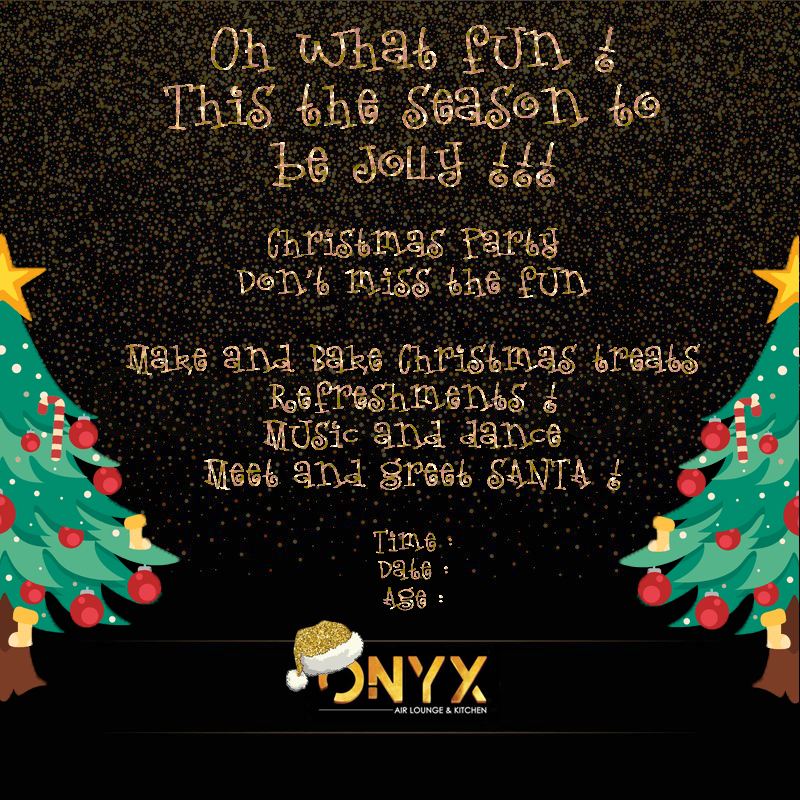 Oh what fun !
This the season to
be jolly !!!
Christmas Party
Don't miss the fun
Make and Bake Christmas treats
Refreshments !
Music and dance
Meet and greet SANTA !
Time :
Date :
Age :
ONYX
AIR LOUNGE & KITCHEN